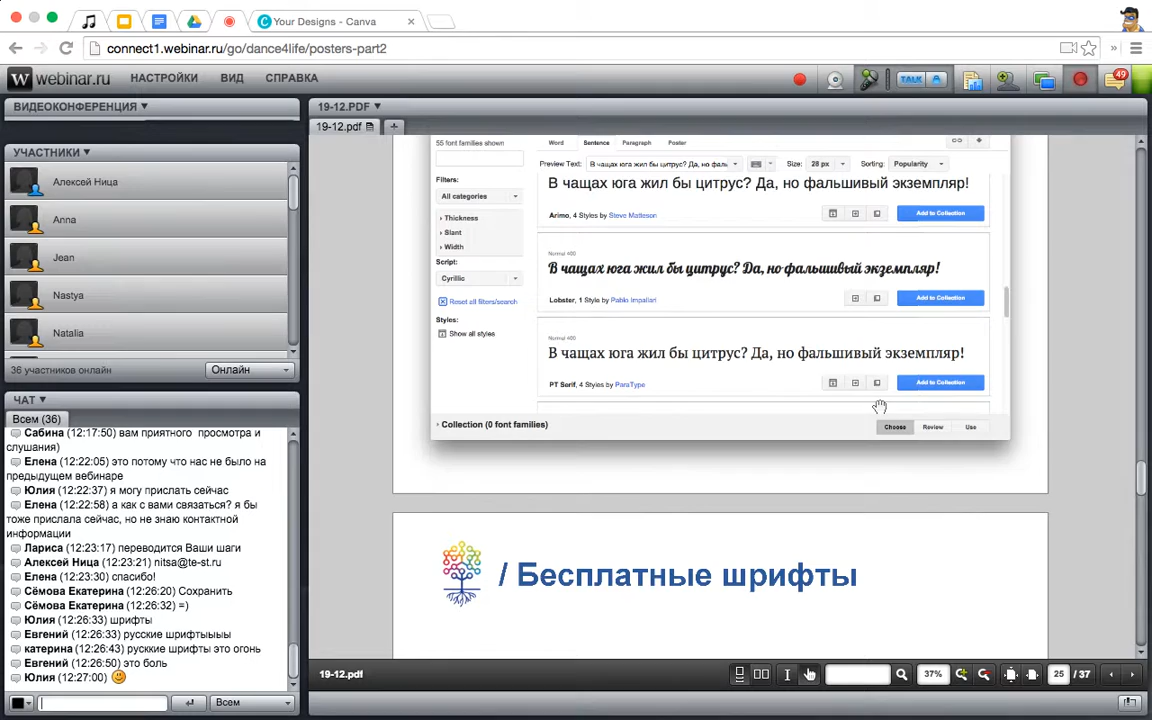 Your Designs - Canva
connect1.webinar.ru/go/dance4life/posters-part2
W webinar.ru НАСТРОЙКИ ВИД СПРАВКА
TALK
49
ВИДЕОКОНФЕРЕНЦИЯ
УЧАСТНИКИ
Алексей Ница
Anna
Jean
Nastya
Natalia
36 участников онлайн
Онлайн
ЧАТ
Всем (36)
Сабина (12:17:50) вам приятного просмотра и
слушания)
Елена (12:22:05) это потому что нас не было на
предыдущем вебинаре
Юлия (12:22:37) я могу прислать сейчас
Елена (12:22:58) а как с вами связаться? я бы
тоже прислала сейчас, но не знаю контактной
информации
Лариса (12:23:17) переводится Ваши шаги
Алексей Ница (12:23:21) nitsa@te-st.ru
Елена (12:23:30) спасибо!
Сёмова Екатерина (12:26:20) Сохранить
Сёмова Екатерина (12:26:32) =)
Юлия (12:26:33) шрифты
Евгений (12:26:33) русские шрифтыыыы
катерина (12:26:43) русккие шрифты это огонь
Евгений (12:26:50) это боль
Юлия (12:27:00)
Всем
19-12.PDF
19-12.pdf
55 font families shown
Word Sentence Paragraph Poster
Preview Text: В чащах юга жил бы цитрус? Да, но фаль Size: 28 px Sorting: Popularity
Filters:
All categories
Thickness
Slant
Width
Script:
Cyrillic
Reset all filters/search
Styles:
Show all styles
В чащах юга жил бы цитрус? Да, но фальшивый экземпляр!
Arimo, 4 Styles by Steve Matteson
Add to Collection
Normal 400
В чащах юга жил бы цитрус? Да, но фальшивый экземпляр!
Lobster, 1 Style by Pablo Impallari
Add to Collection
Normal 400
В чащах юга жил бы цитрус? Да, но фальшивый экземпляр!
PT Serif, 4 Styles by ParaType
Add to Collection
Collection (0 font families)
Choose Review Use
/ Бесплатные шрифты
19-12.pdf
37%
25 / 37